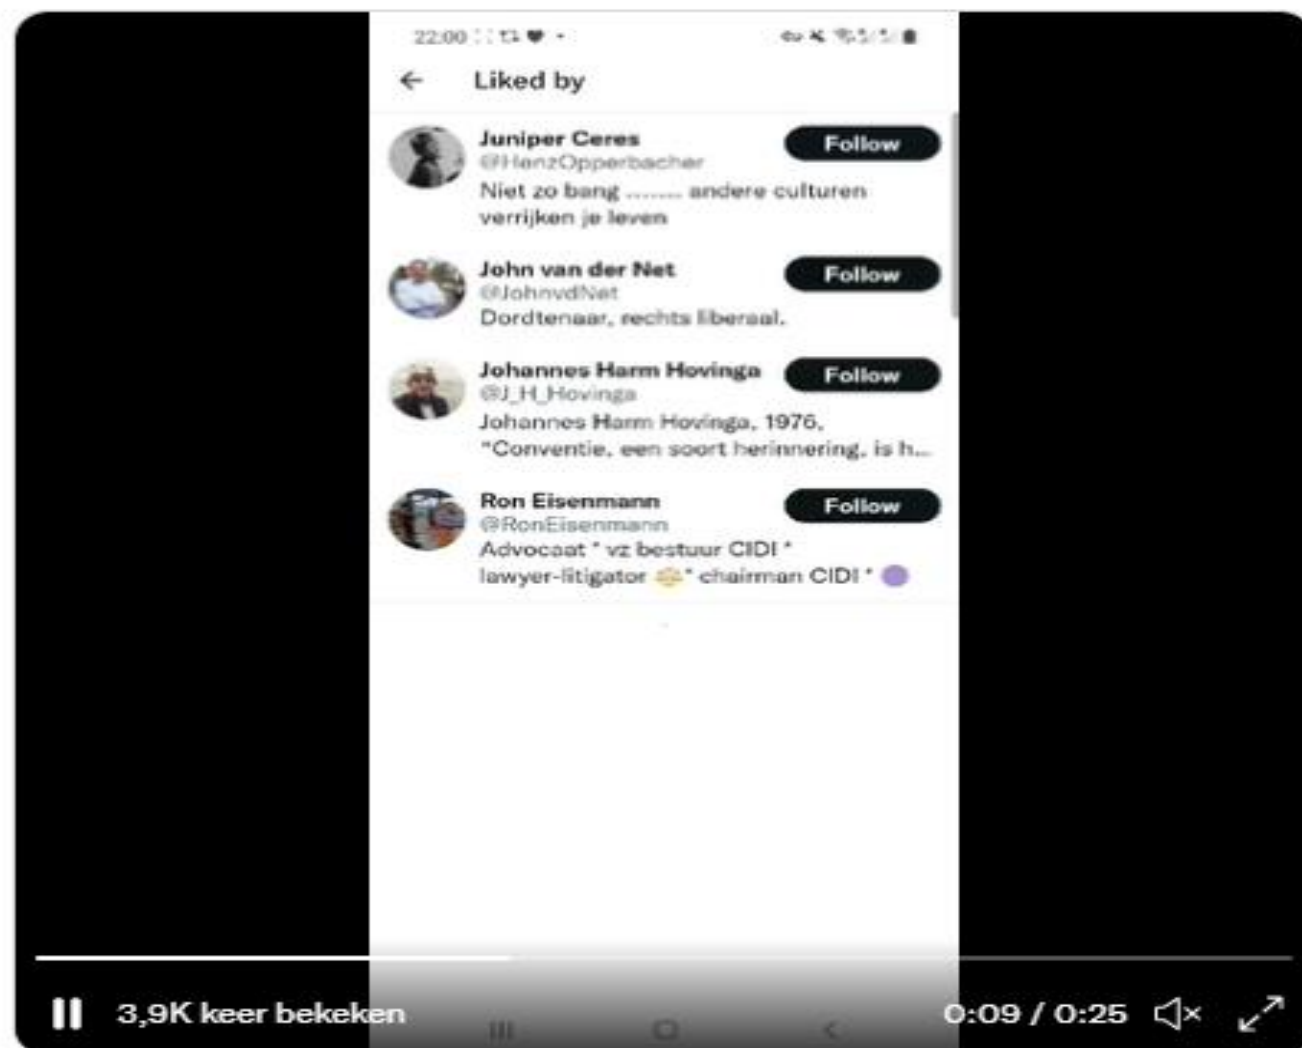 22:00
Liked by
Juniper Ceres
Follow
@HanzOpperbacher
Niet zo bang ....... andere culturen
verrijken je leven
John van der Net
Follow
@JohnvdNet
Dordtenaar, rechts liberaal.
Johannes Harm Hovinga
Follow
@J_H_Hovinga
Johannes Harm Hovinga, 1976,
"Conventie, een soort herinnering, is h...
Ron Eisenmann
Follow
@RonEisenmann
Advocaat * vz bestuur CIDI *
lawyer-litigator ⚖️* chairman CIDI * 🟣
3,9K keer bekeken
0:09 / 0:25